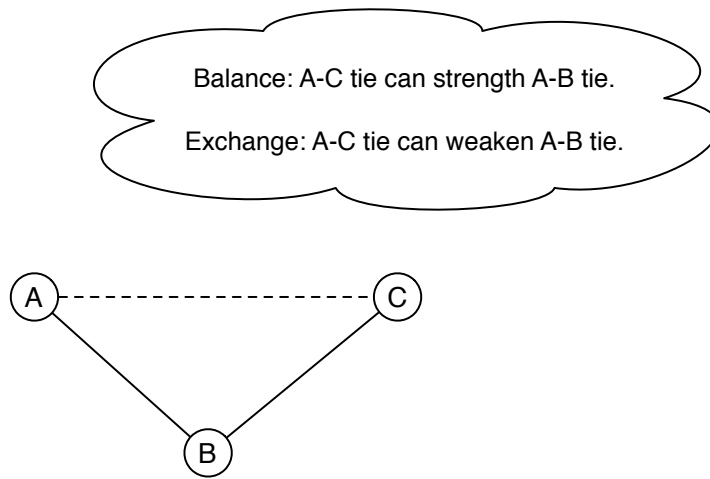 Balance: A-C tie can strength A-B tie.
Exchange: A-C tie can weaken A-B tie.
A
C
B